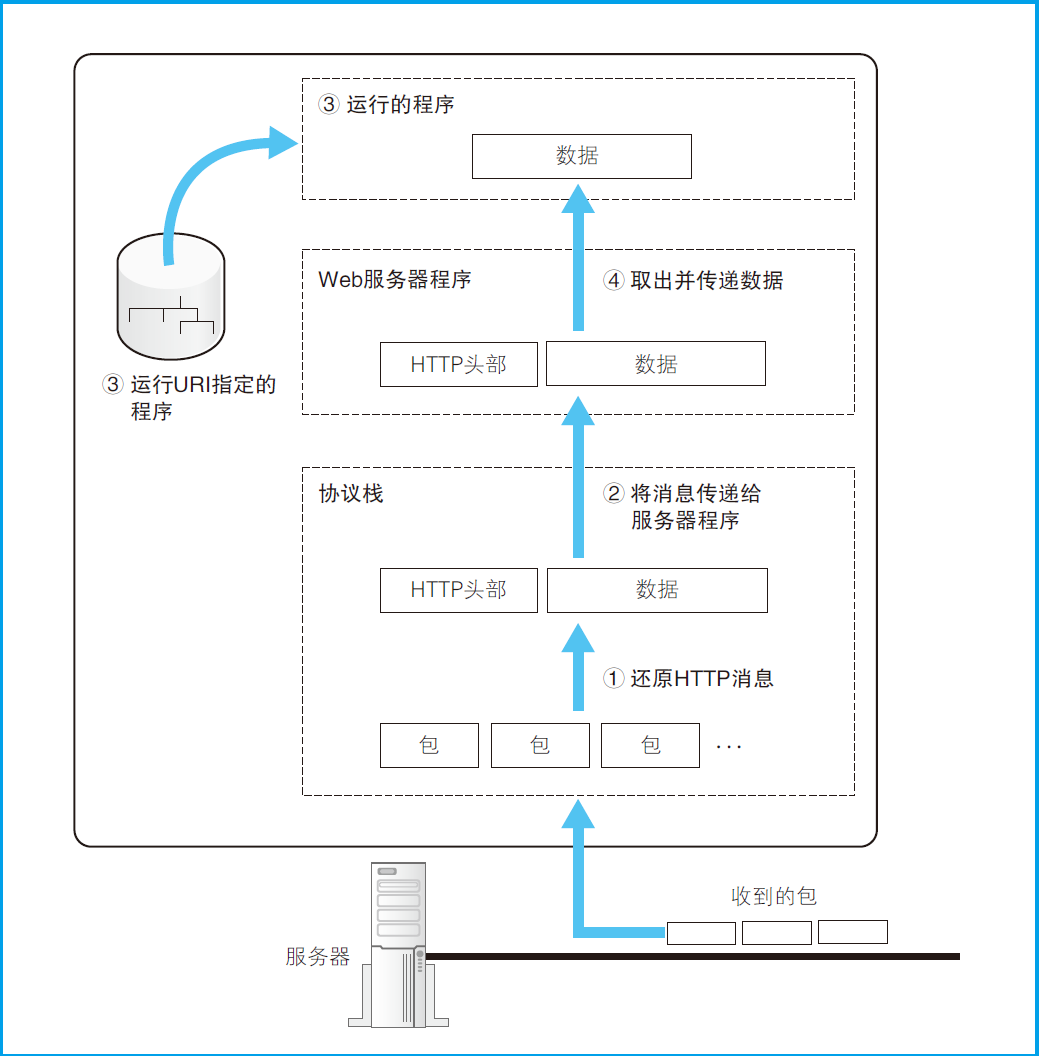 ③ 运行的程序
数据
Web服务器程序
④ 取出并传递数据
HTTP头部
数据
③ 运行URI指定的
程序
协议栈
② 将消息传递给
服务器程序
HTTP头部
数据
① 还原HTTP消息
包
包
包
···
收到的包
服务器